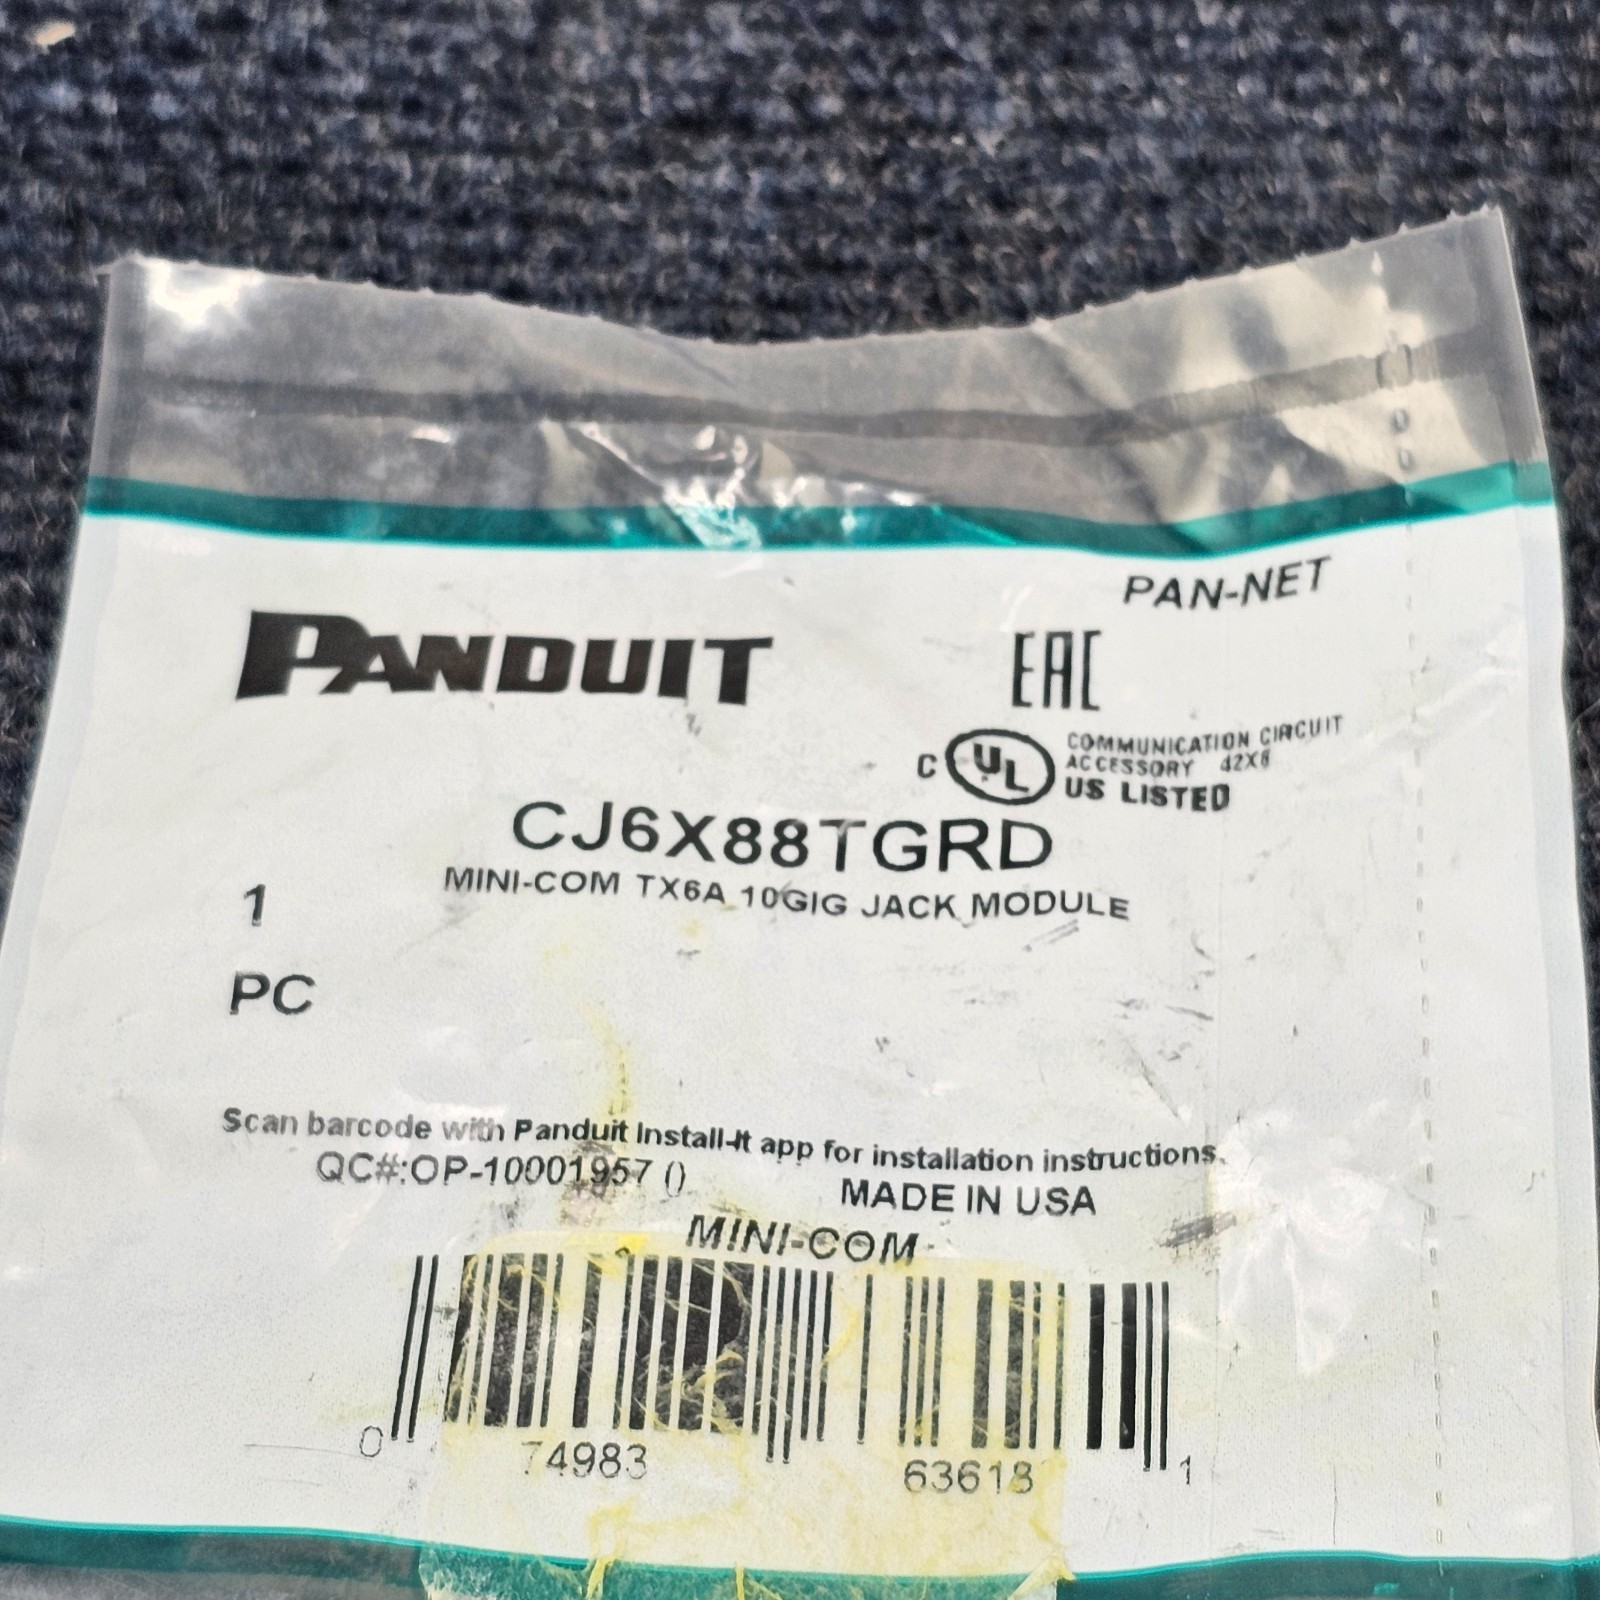 PAN-NET
PANDUIT
EAC
C UL COMMUNICATION CIRCUIT
ACCESSORY 42X8
US LISTED
CJ6X88TGRD
MINI-COM TX6A 10GIG JACK MODULE
1
PC
Scan barcode with Panduit Install-It app for installation instructions.
QC#:OP-10001957 ()
MADE IN USA
MINI-COM
0 74983 63618 1